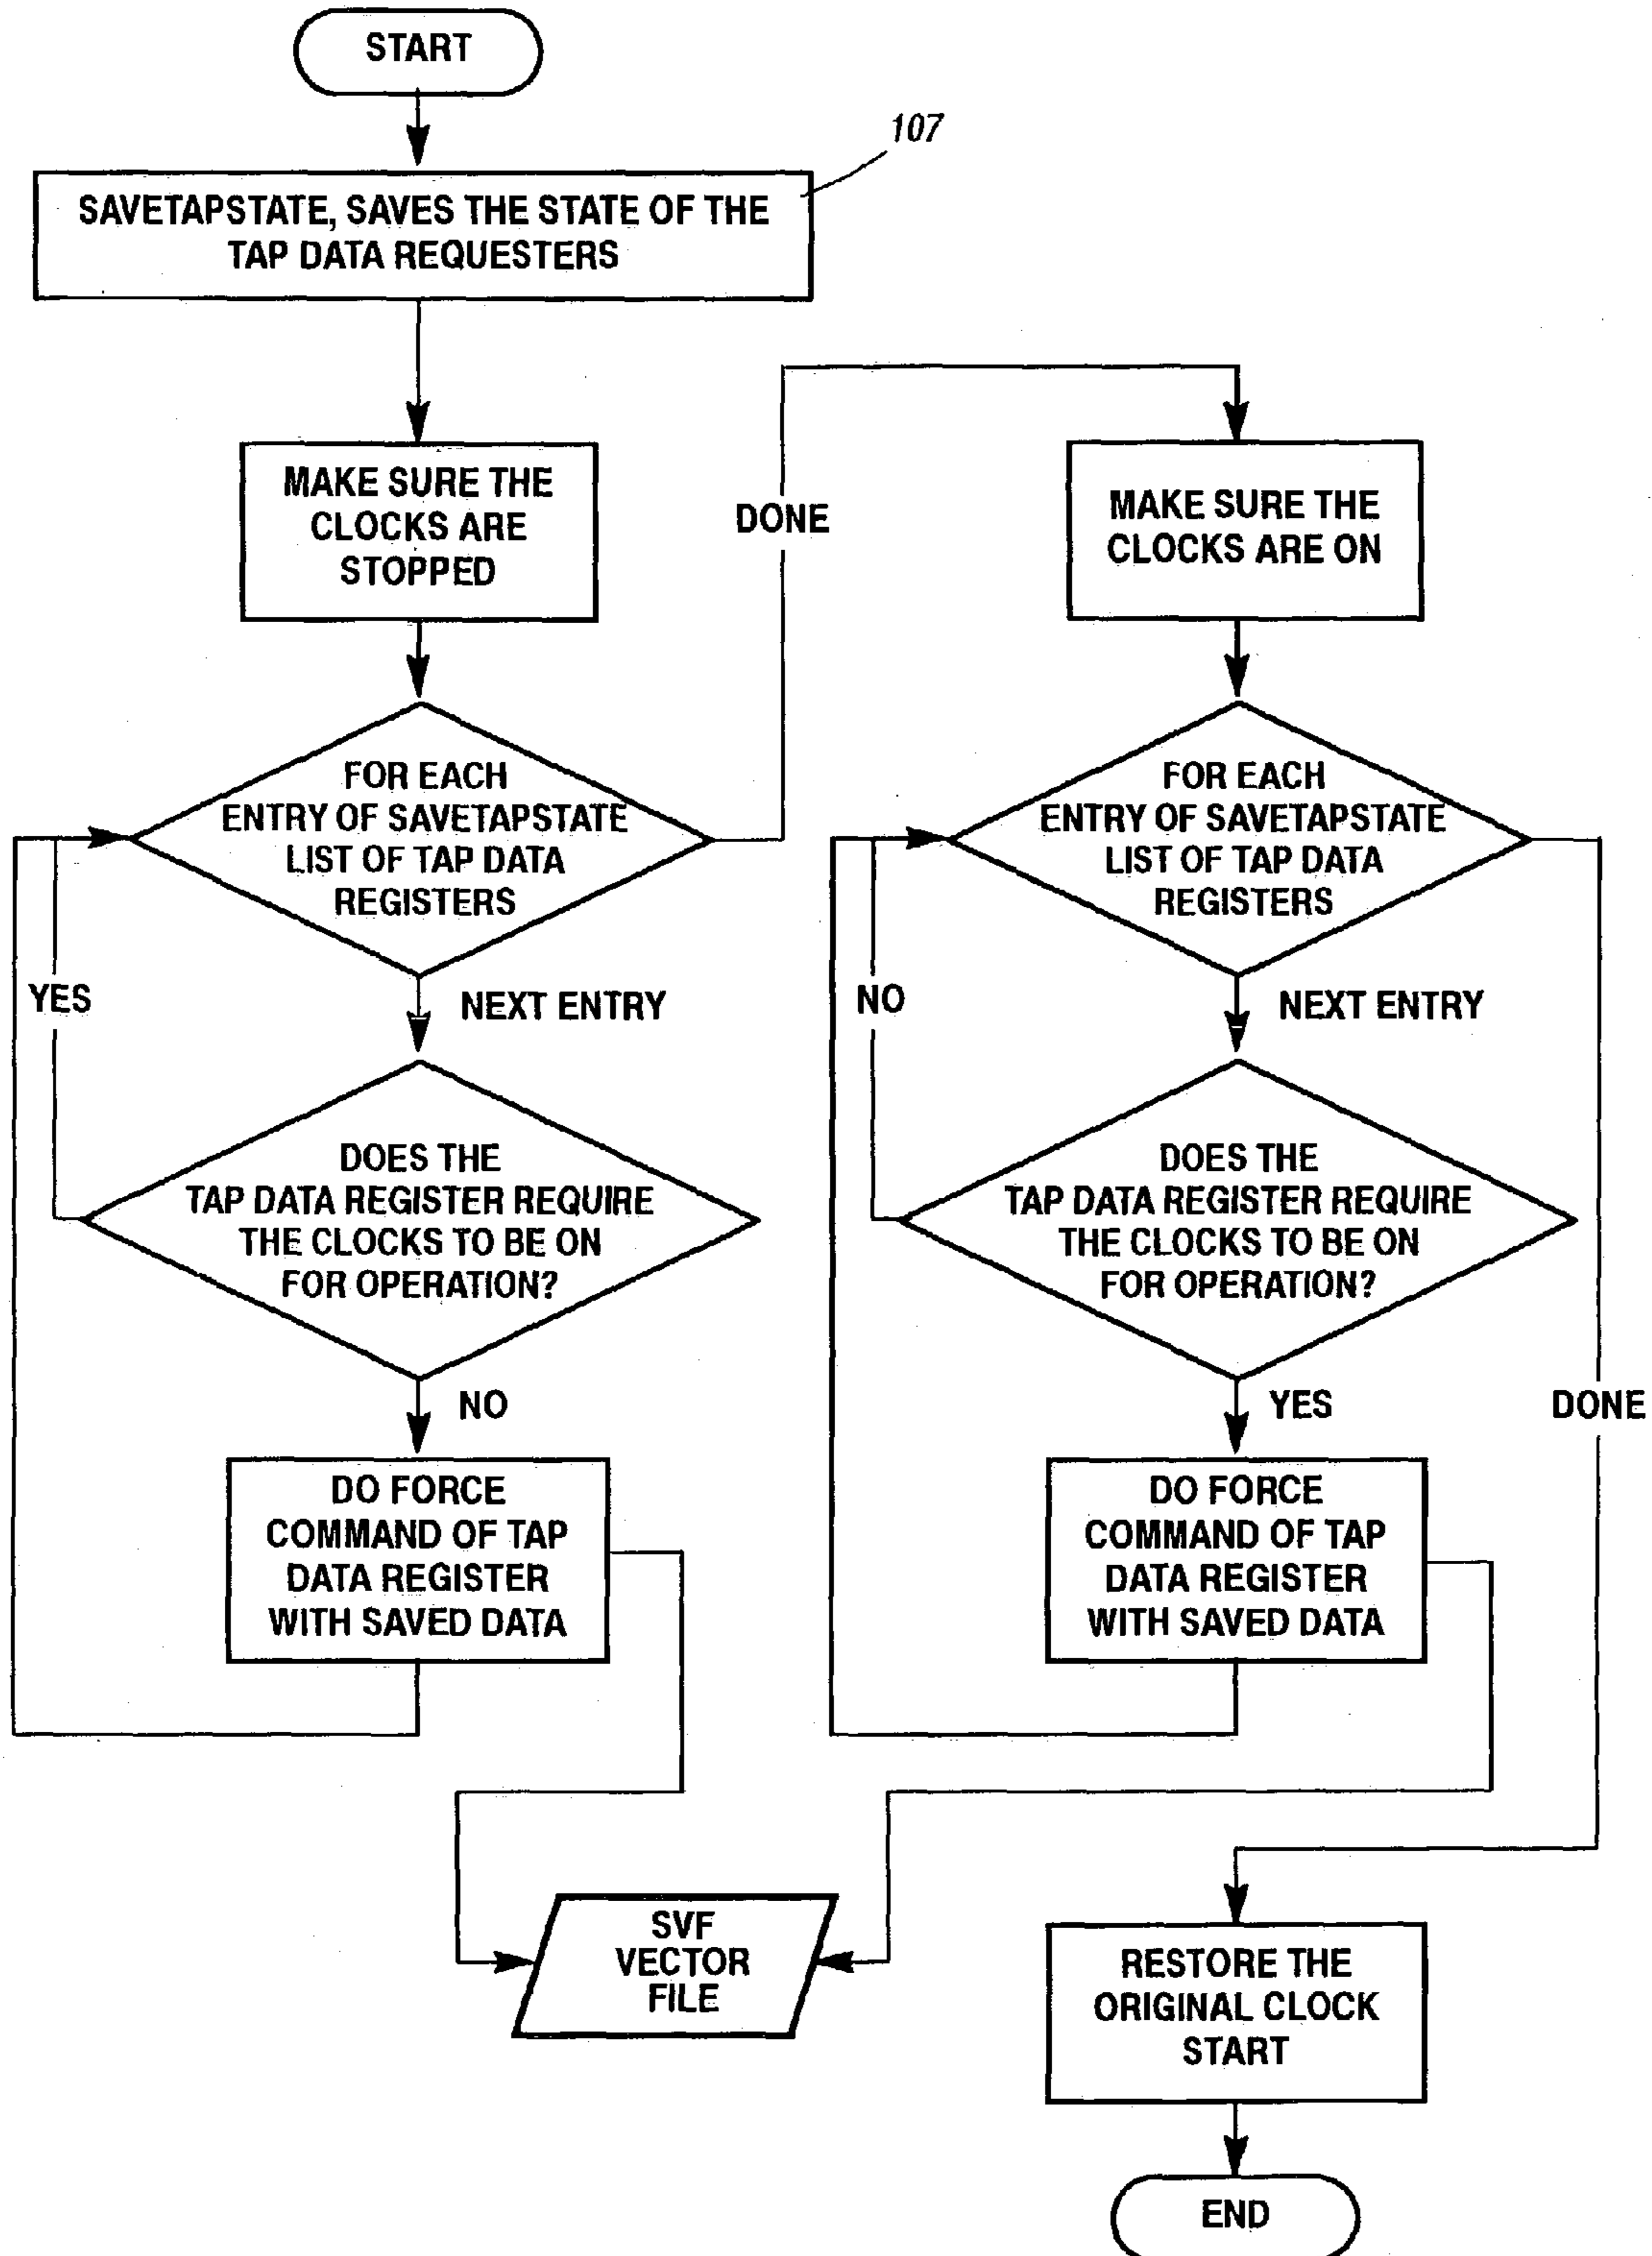 START
107
SAVETAPSTATE, SAVES THE STATE OF THE
TAP DATA REQUESTERS
MAKE SURE THE
CLOCKS ARE
STOPPED
DONE
MAKE SURE THE
CLOCKS ARE ON
FOR EACH
ENTRY OF SAVETAPSTATE
LIST OF TAP DATA
REGISTERS
FOR EACH
ENTRY OF SAVETAPSTATE
LIST OF TAP DATA
REGISTERS
YES
NEXT ENTRY
NO
NEXT ENTRY
DOES THE
TAP DATA REGISTER REQUIRE
THE CLOCKS TO BE ON
FOR OPERATION?
DOES THE
TAP DATA REGISTER REQUIRE
THE CLOCKS TO BE ON
FOR OPERATION?
NO
YES
DONE
DO FORCE
COMMAND OF TAP
DATA REGISTER
WITH SAVED DATA
DO FORCE
COMMAND OF TAP
DATA REGISTER
WITH SAVED DATA
SVF
VECTOR
FILE
RESTORE THE
ORIGINAL CLOCK
START
END